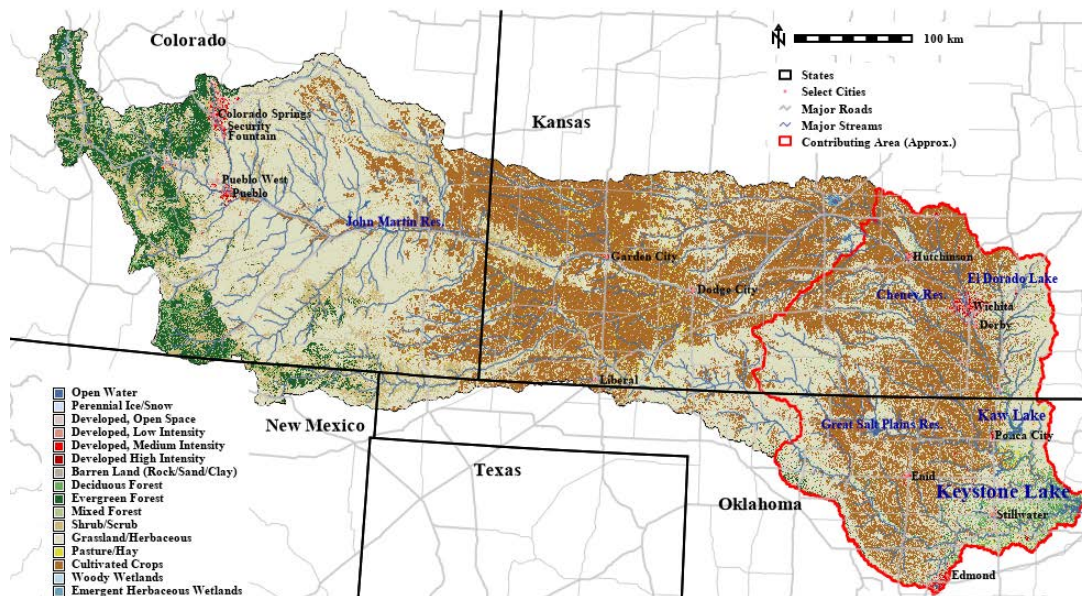 Colorado
N
100 km
States
Select Cities
Major Roads
Major Streams
Contributing Area (Approx.)
Kansas
Colorado Springs
Security
Fountain
Pueblo West
Pueblo
John Martin Res.
Garden City
Hutchinson
El Dorado Lake
Dodge City
Cheney Res.
Wichita
Derby
Liberal
Open Water
Perennial Ice/Snow
Developed, Open Space
Developed, Low Intensity
Developed, Medium Intensity
Developed High Intensity
Barren Land (Rock/Sand/Clay)
Deciduous Forest
Evergreen Forest
Mixed Forest
Shrub/Scrub
Grassland/Herbaceous
Pasture/Hay
Cultivated Crops
Woody Wetlands
Emergent Herbaceous Wetlands
New Mexico
Texas
Oklahoma
Kaw Lake
Great Salt Plains Res.
Ponca City
Enid
Keystone Lake
Stillwater
Edmond